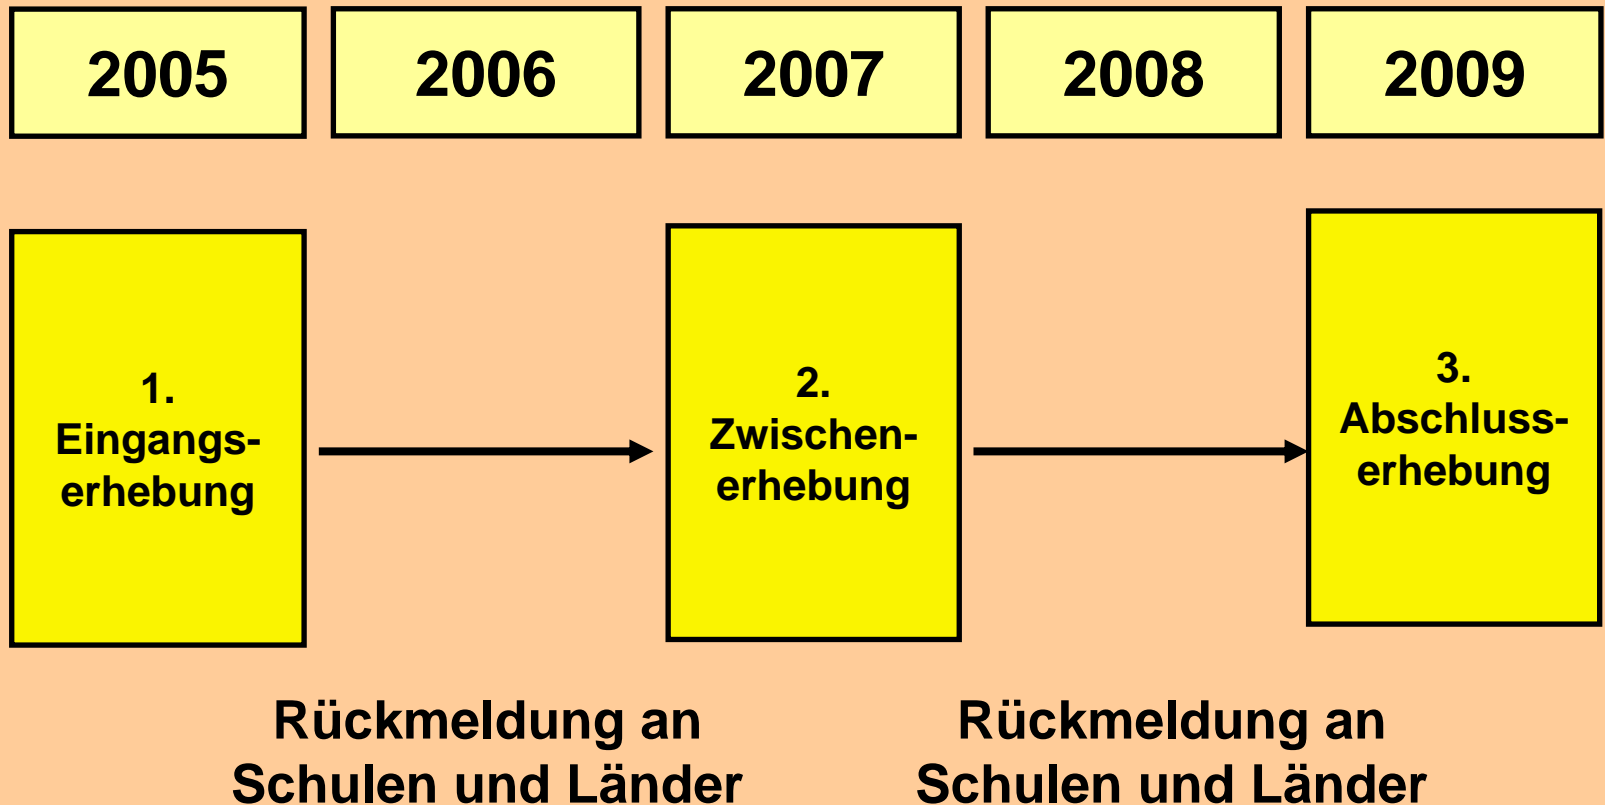 2005
2006
2007
2008
2009
1.
Eingangs-
erhebung
2.
Zwischen-
erhebung
3.
Abschluss-
erhebung
Rückmeldung an
Schulen und Länder
Rückmeldung an
Schulen und Länder